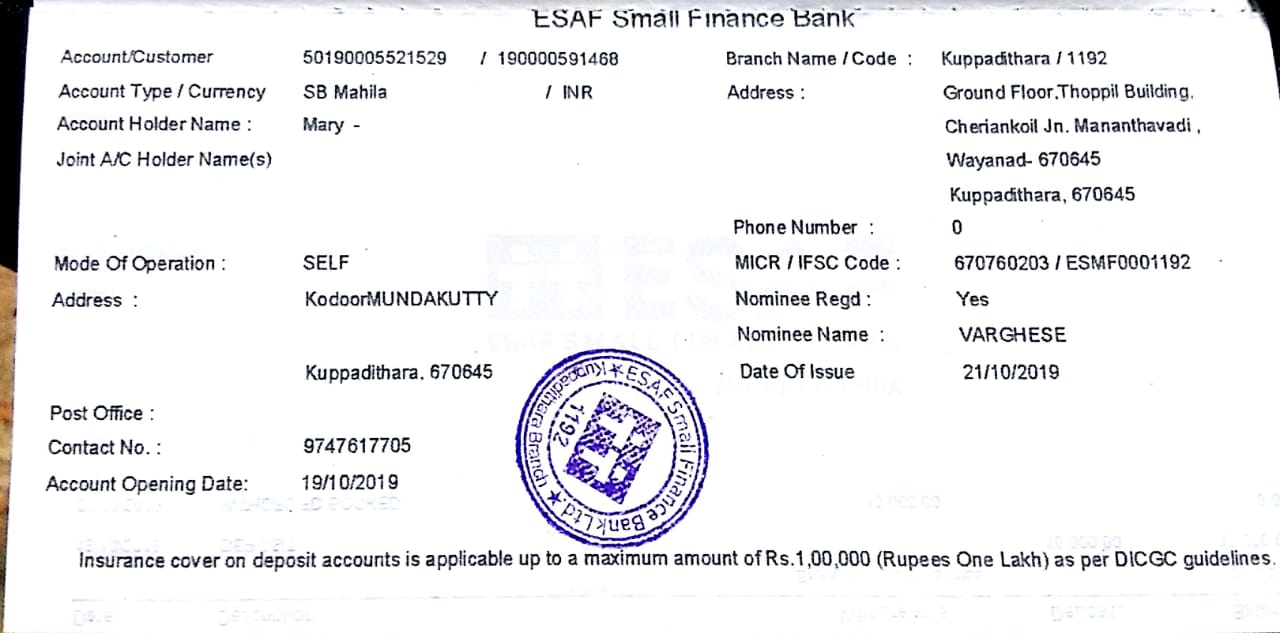 ESAF Small Finance Bank
Account/Customer 50190005521529 / 190000591468 Branch Name / Code : Kuppadithara / 1192
Account Type / Currency SB Mahila / INR Address : Ground Floor,Thoppil Building,
Account Holder Name : Mary - Cheriankoil Jn. Mananthavadi ,
Joint A/C Holder Name(s) Wayanad- 670645
Kuppadithara, 670645
Phone Number : 0
Mode Of Operation : SELF MICR / IFSC Code : 670760203 / ESMF0001192
Address : KodoorMUNDAKUTTY Nominee Regd : Yes
Nominee Name : VARGHESE
Kuppadithara, 670645 Date Of Issue 21/10/2019
Post Office :
Contact No. : 9747617705
Account Opening Date: 19/10/2019
ESAF Small Finance Bank Ltd. ★ Kuppadithara Branch ★
1192
Insurance cover on deposit accounts is applicable up to a maximum amount of Rs.1,00,000 (Rupees One Lakh) as per DICGC guidelines.